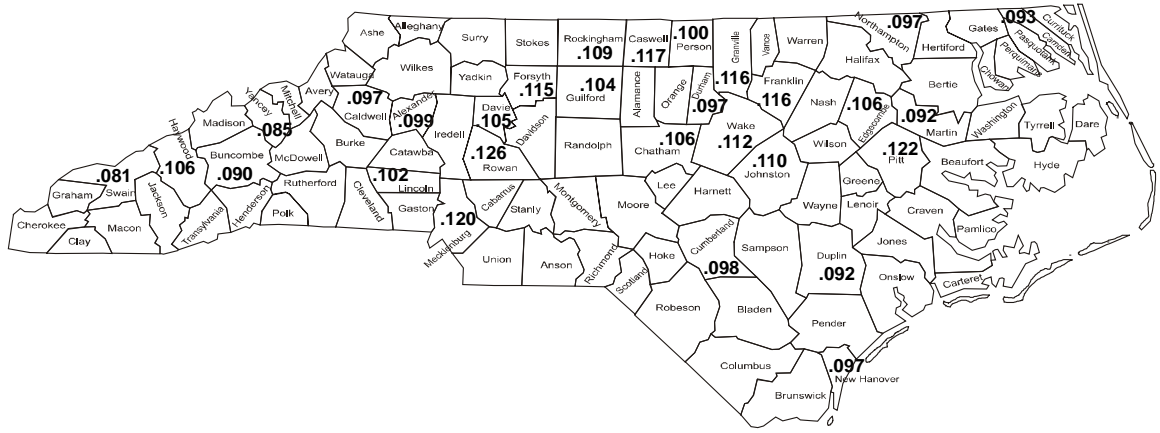 Ashe
Alleghany
Surry
Stokes
Rockingham
.109
Caswell
.117
.100
Person
Granville
.116
Vance
Warren
Northampton
.097
Hertiford
Gates
.093
Currituck
Camden
Pasquotank
Perquimans
Chowan
Halifax
Bertie
Watauga
Wilkes
Yadkin
Forsyth
.115
.104
Guilford
Alamance
Orange
Durham
.097
Franklin
.116
Nash
.106
Edgecombe
.092
Martin
Washington
Tyrrell
Dare
Avery
Mitchell
Yancey
.085
Madison
.097
Caldwell
Alexander
.099
Iredell
Davie
.105
Davidson
Randolph
.106
Chatham
Wake
.112
Wilson
.122
Pitt
Beaufort
Hyde
Haywood
.106
Buncombe
.090
McDowell
Burke
Catawba
.126
Rowan
.110
Johnston
Greene
.081
Swain
Graham
Jackson
Rutherford
.102
Lincoln
Cleveland
Gaston
Cabarrus
Stanly
Montgomery
Moore
Lee
Harnett
Wayne
Lenoir
Craven
Pamlico
Cherokee
Clay
Macon
Transylvania
Henderson
Polk
.120
Mecklenburg
Union
Anson
Richmond
Scotland
Hoke
Cumberland
.098
Sampson
Duplin
.092
Jones
Onslow
Carteret
Robeson
Bladen
Pender
Columbus
.097
New Hanover
Brunswick